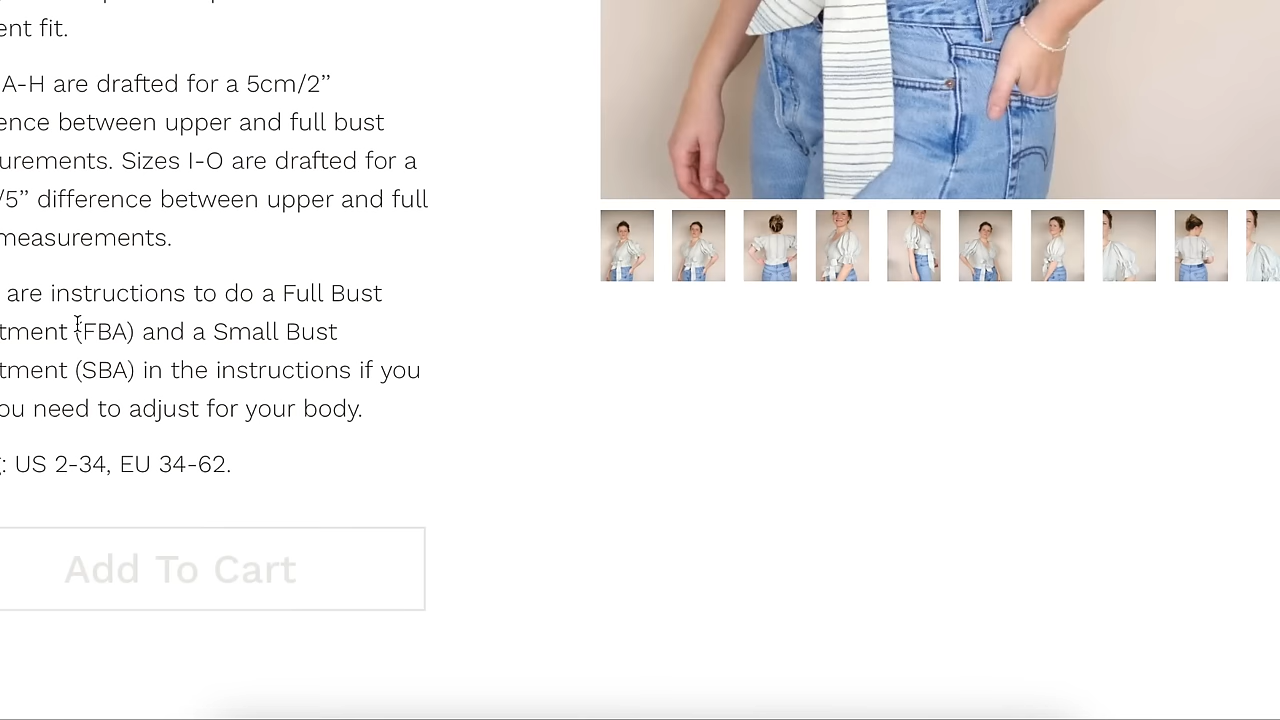 ent fit.
A-H are drafted for a 5cm/2”
ence between upper and full bust
urements. Sizes I-O are drafted for a
/5” difference between upper and full
measurements.
are instructions to do a Full Bust
tment (FBA) and a Small Bust
tment (SBA) in the instructions if you
ou need to adjust for your body.
: US 2-34, EU 34-62.
Add To Cart